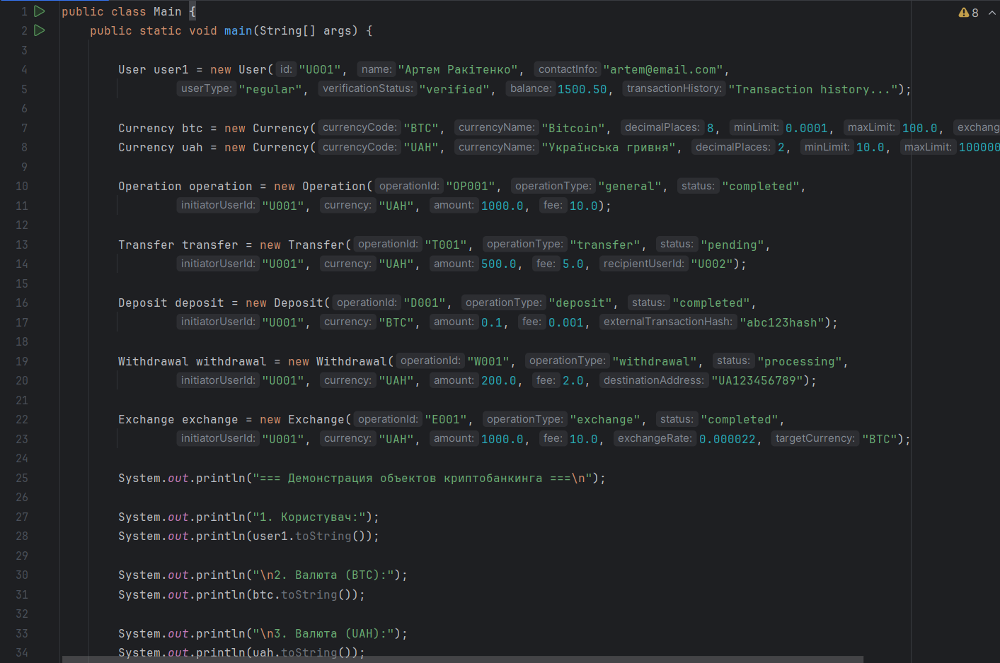 8
1 public class Main {
2 public static void main(String[] args) {
3
4 User user1 = new User( id: "U001", name: "Артем Ракітенко", contactInfo: "artem@email.com",
5 userType: "regular", verificationStatus: "verified", balance: 1500.50, transactionHistory: "Transaction history...");
6
7 Currency btc = new Currency( currencyCode: "BTC", currencyName: "Bitcoin", decimalPlaces: 8, minLimit: 0.0001, maxLimit: 100.0, exchang
8 Currency uah = new Currency( currencyCode: "UAH", currencyName: "Українська гривня", decimalPlaces: 2, minLimit: 10.0, maxLimit: 100000
9
10 Operation operation = new Operation( operationId: "OP001", operationType: "general", status: "completed",
11 initiatorUserId: "U001", currency: "UAH", amount: 1000.0, fee: 10.0);
12
13 Transfer transfer = new Transfer( operationId: "T001", operationType: "transfer", status: "pending",
14 initiatorUserId: "U001", currency: "UAH", amount: 500.0, fee: 5.0, recipientUserId: "U002");
15
16 Deposit deposit = new Deposit( operationId: "D001", operationType: "deposit", status: "completed",
17 initiatorUserId: "U001", currency: "BTC", amount: 0.1, fee: 0.001, externalTransactionHash: "abc123hash");
18
19 Withdrawal withdrawal = new Withdrawal( operationId: "W001", operationType: "withdrawal", status: "processing",
20 initiatorUserId: "U001", currency: "UAH", amount: 200.0, fee: 2.0, destinationAddress: "UA123456789");
21
22 Exchange exchange = new Exchange( operationId: "E001", operationType: "exchange", status: "completed",
23 initiatorUserId: "U001", currency: "UAH", amount: 1000.0, fee: 10.0, exchangeRate: 0.000022, targetCurrency: "BTC");
24
25 System.out.println("=== Демонстрация объектов криптобанкинга ===\n");
26
27 System.out.println("1. Користувач:");
28 System.out.println(user1.toString());
29
30 System.out.println("\n2. Валюта (BTC):");
31 System.out.println(btc.toString());
32
33 System.out.println("\n3. Валюта (UAH):");
34 System.out.println(uah.toString());